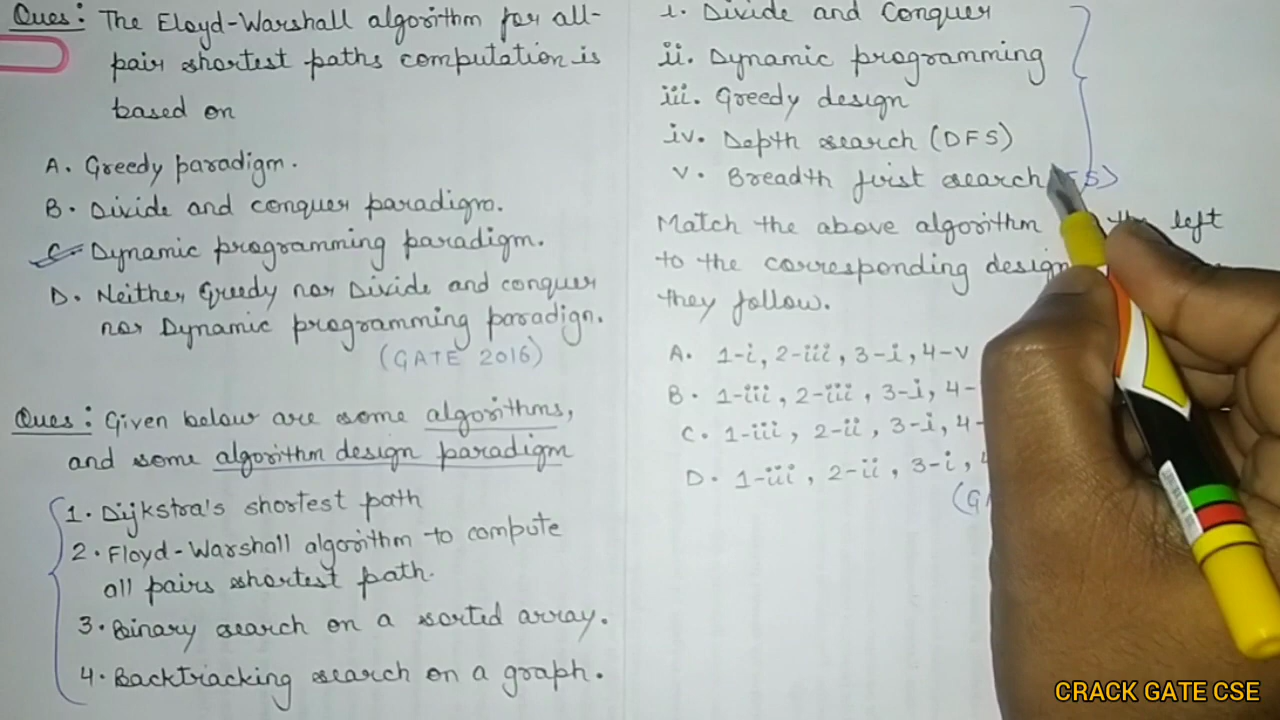 Ques: The Floyd-Warshall algorithm for all-
pair shortest paths computation is
based on
A. Greedy paradigm.
B. Divide and conquer paradigm.
C. Dynamic programming paradigm.
D. Neither Greedy nor Divide and conquer
nor Dynamic programming paradign.
(GATE 2016)
Ques: Given below are some algorithms,
and some algorithm design paradigm
1. Dijkstra's shortest path
2. Floyd-Warshall algorithm to compute
all pairs shortest path.
3. Binary search on a sorted array.
4. Backtracking search on a graph.
i. Divide and Conquer
ii. Dynamic programming
iii. Greedy design
iv. Depth search (DFS)
v. Breadth first search
Match the above algorithm the left
to the corresponding design
they follow.
A. 1-i, 2-iii, 3-i, 4-v
B. 1-iii, 2-iii, 3-i, 4-
C. 1-iii, 2-ii, 3-i, 4-
D. 1-iii, 2-ii, 3-i,
CRACK GATE CSE